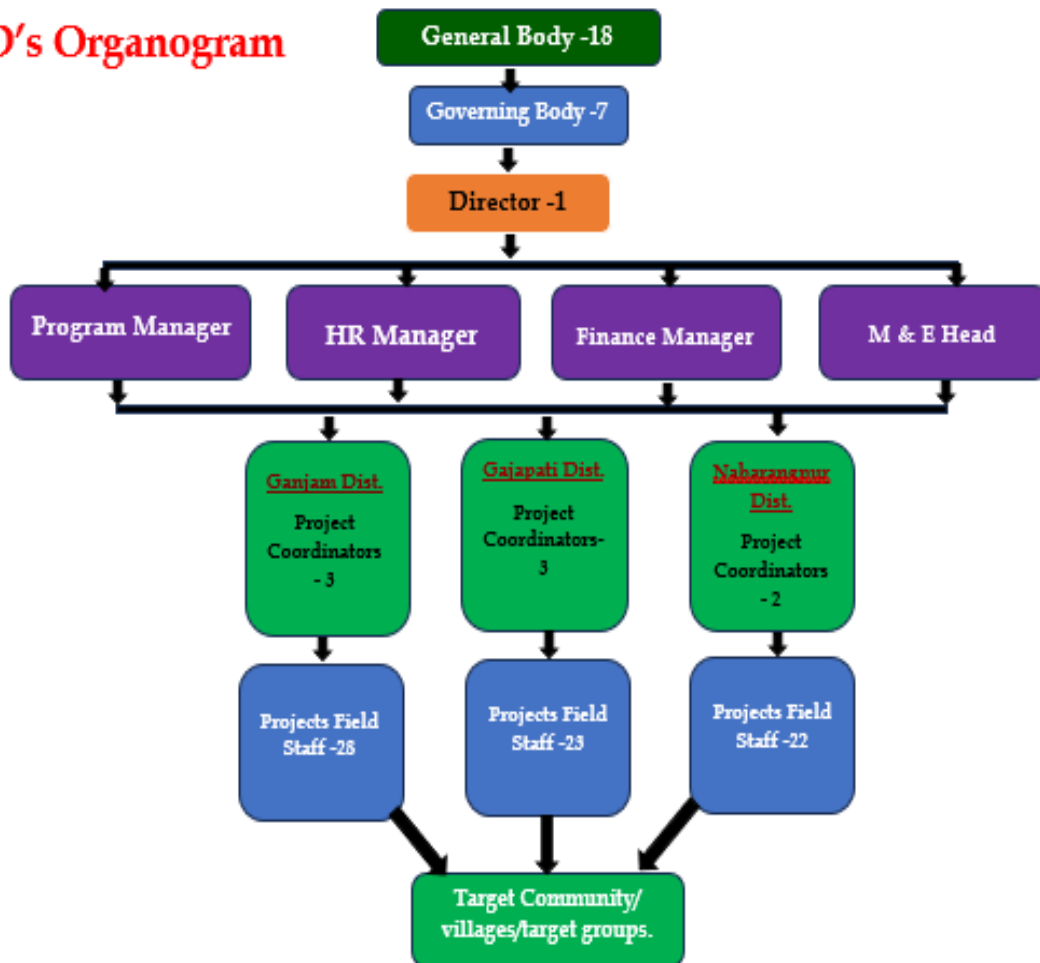 D's Organogram
General Body -18
Governing Body -7
Director -1
Program Manager
HR Manager
Finance Manager
M & E Head
Ganjam Dist.
Project
Coordinators
- 3
Gajapati Dist.
Project
Coordinators-
3
Nabarangpur
Dist.
Project
Coordinators
- 2
Projects Field
Staff -28
Projects Field
Staff -23
Projects Field
Staff -22
Target Community/
villages/target groups.